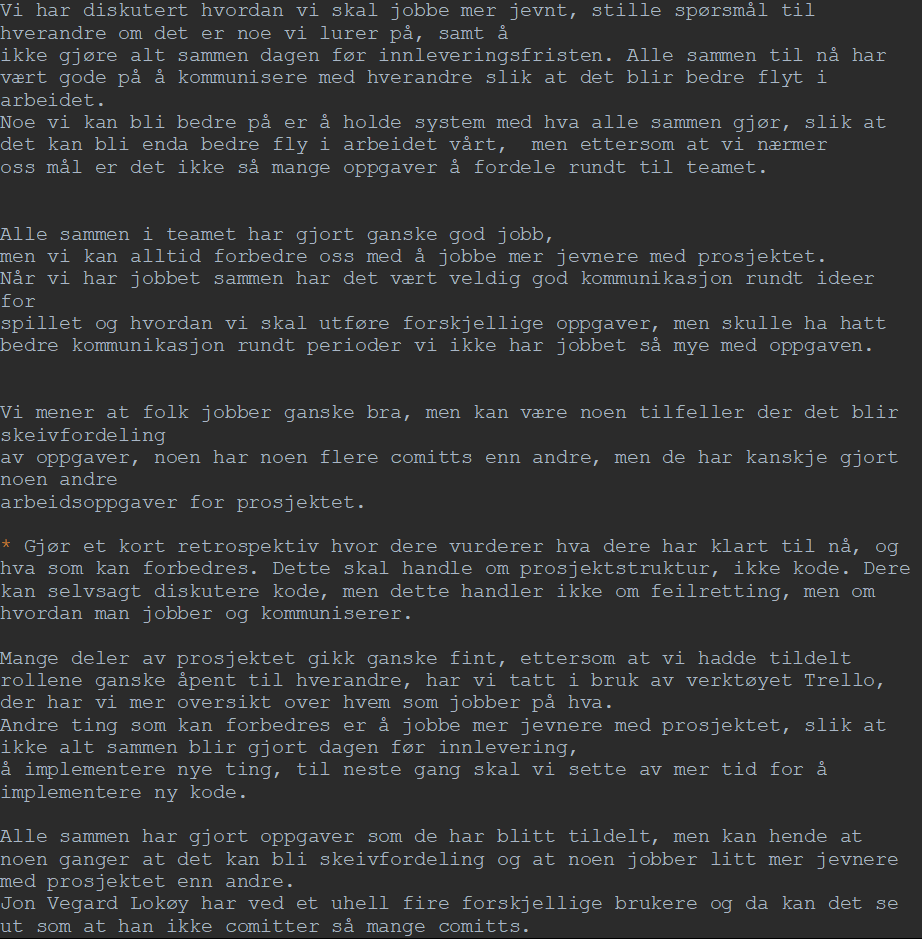 Vi har diskutert hvordan vi skal jobbe mer jevnt, stille spørsmål til
hverandre om det er noe vi lurer på, samt å
ikke gjøre alt sammen dagen før innleveringsfristen. Alle sammen til nå har
vært gode på å kommunisere med hverandre slik at det blir bedre flyt i
arbeidet.
Noe vi kan bli bedre på er å holde system med hva alle sammen gjør, slik at
det kan bli enda bedre fly i arbeidet vårt,  men ettersom at vi nærmer
oss mål er det ikke så mange oppgaver å fordele rundt til teamet.
Alle sammen i teamet har gjort ganske god jobb,
men vi kan alltid forbedre oss med å jobbe mer jevnere med prosjektet.
Når vi har jobbet sammen har det vært veldig god kommunikasjon rundt ideer
for
spillet og hvordan vi skal utføre forskjellige oppgaver, men skulle ha hatt
bedre kommunikasjon rundt perioder vi ikke har jobbet så mye med oppgaven.
Vi mener at folk jobber ganske bra, men kan være noen tilfeller der det blir
skeivfordeling
av oppgaver, noen har noen flere comitts enn andre, men de har kanskje gjort
noen andre
arbeidsoppgaver for prosjektet.
* Gjør et kort retrospektiv hvor dere vurderer hva dere har klart til nå, og
hva som kan forbedres. Dette skal handle om prosjektstruktur, ikke kode. Dere
kan selvsagt diskutere kode, men dette handler ikke om feilretting, men om
hvordan man jobber og kommuniserer.
Mange deler av prosjektet gikk ganske fint, ettersom at vi hadde tildelt
rollene ganske åpent til hverandre, har vi tatt i bruk av verktøyet Trello,
der har vi mer oversikt over hvem som jobber på hva.
Andre ting som kan forbedres er å jobbe mer jevnere med prosjektet, slik at
ikke alt sammen blir gjort dagen før innlevering,
å implementere nye ting, til neste gang skal vi sette av mer tid for å
implementere ny kode.
Alle sammen har gjort oppgaver som de har blitt tildelt, men kan hende at
noen ganger at det kan bli skeivfordeling og at noen jobber litt mer jevnere
med prosjektet enn andre.
Jon Vegard Lokøy har ved et uhell fire forskjellige brukere og da kan det se
ut som at han ikke comitter så mange comitts.